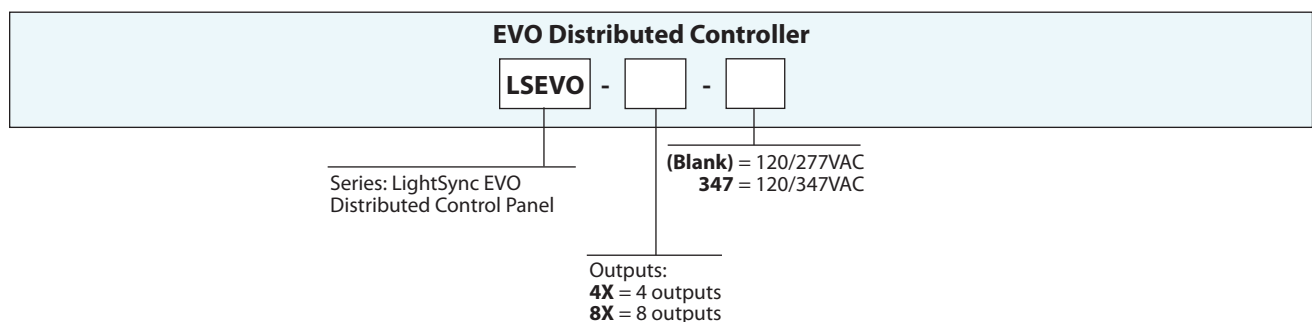 EVO Distributed Controller
LSEVO - -
Series: LightSync EVO
Distributed Control Panel
(Blank) = 120/277VAC
347 = 120/347VAC
Outputs:
4X = 4 outputs
8X = 8 outputs